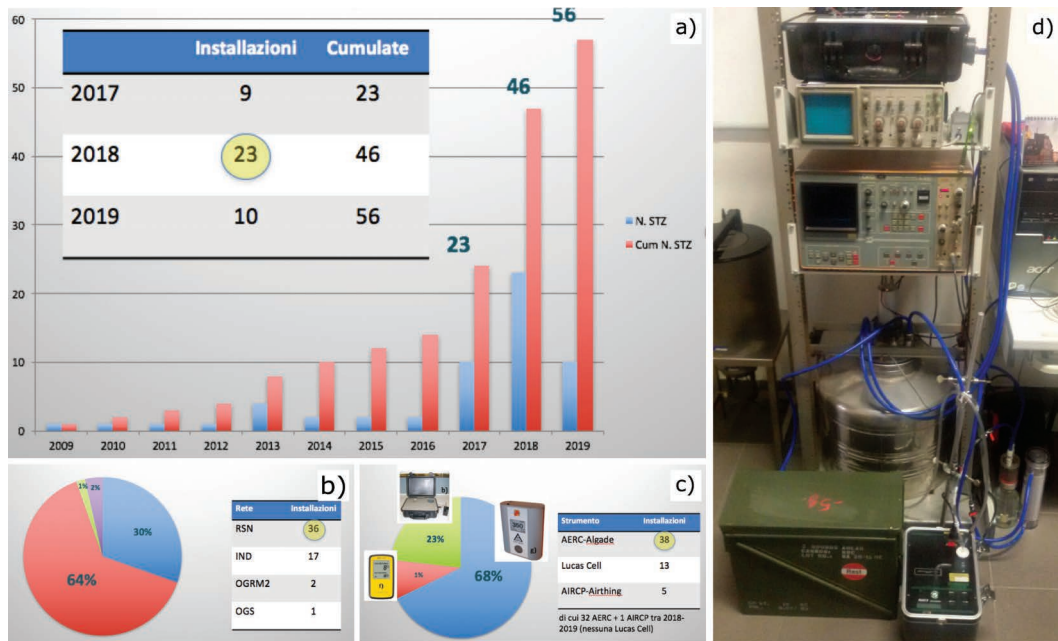 a)
60
50
40
30
20
10
0
Installazioni Cumulate
2017 9 23
2018 23 46
2019 10 56
23
46
56
N. STZ
Cum N. STZ
2009 2010 2011 2012 2013 2014 2015 2016 2017 2018 2019
b)
30%
64%
1%
2%
Rete Installazioni
RSN 36
IND 17
OGRM2 2
OGS 1
c)
b)
a)
f)
23%
1%
68%
Strumento Installazioni
AERC-Algade 38
Lucas Cell 13
AIRCP-Airthing 5
di cui 32 AERC + 1 AIRCP tra 2018-
2019 (nessuna Lucas Cell)
d)
acer
-54